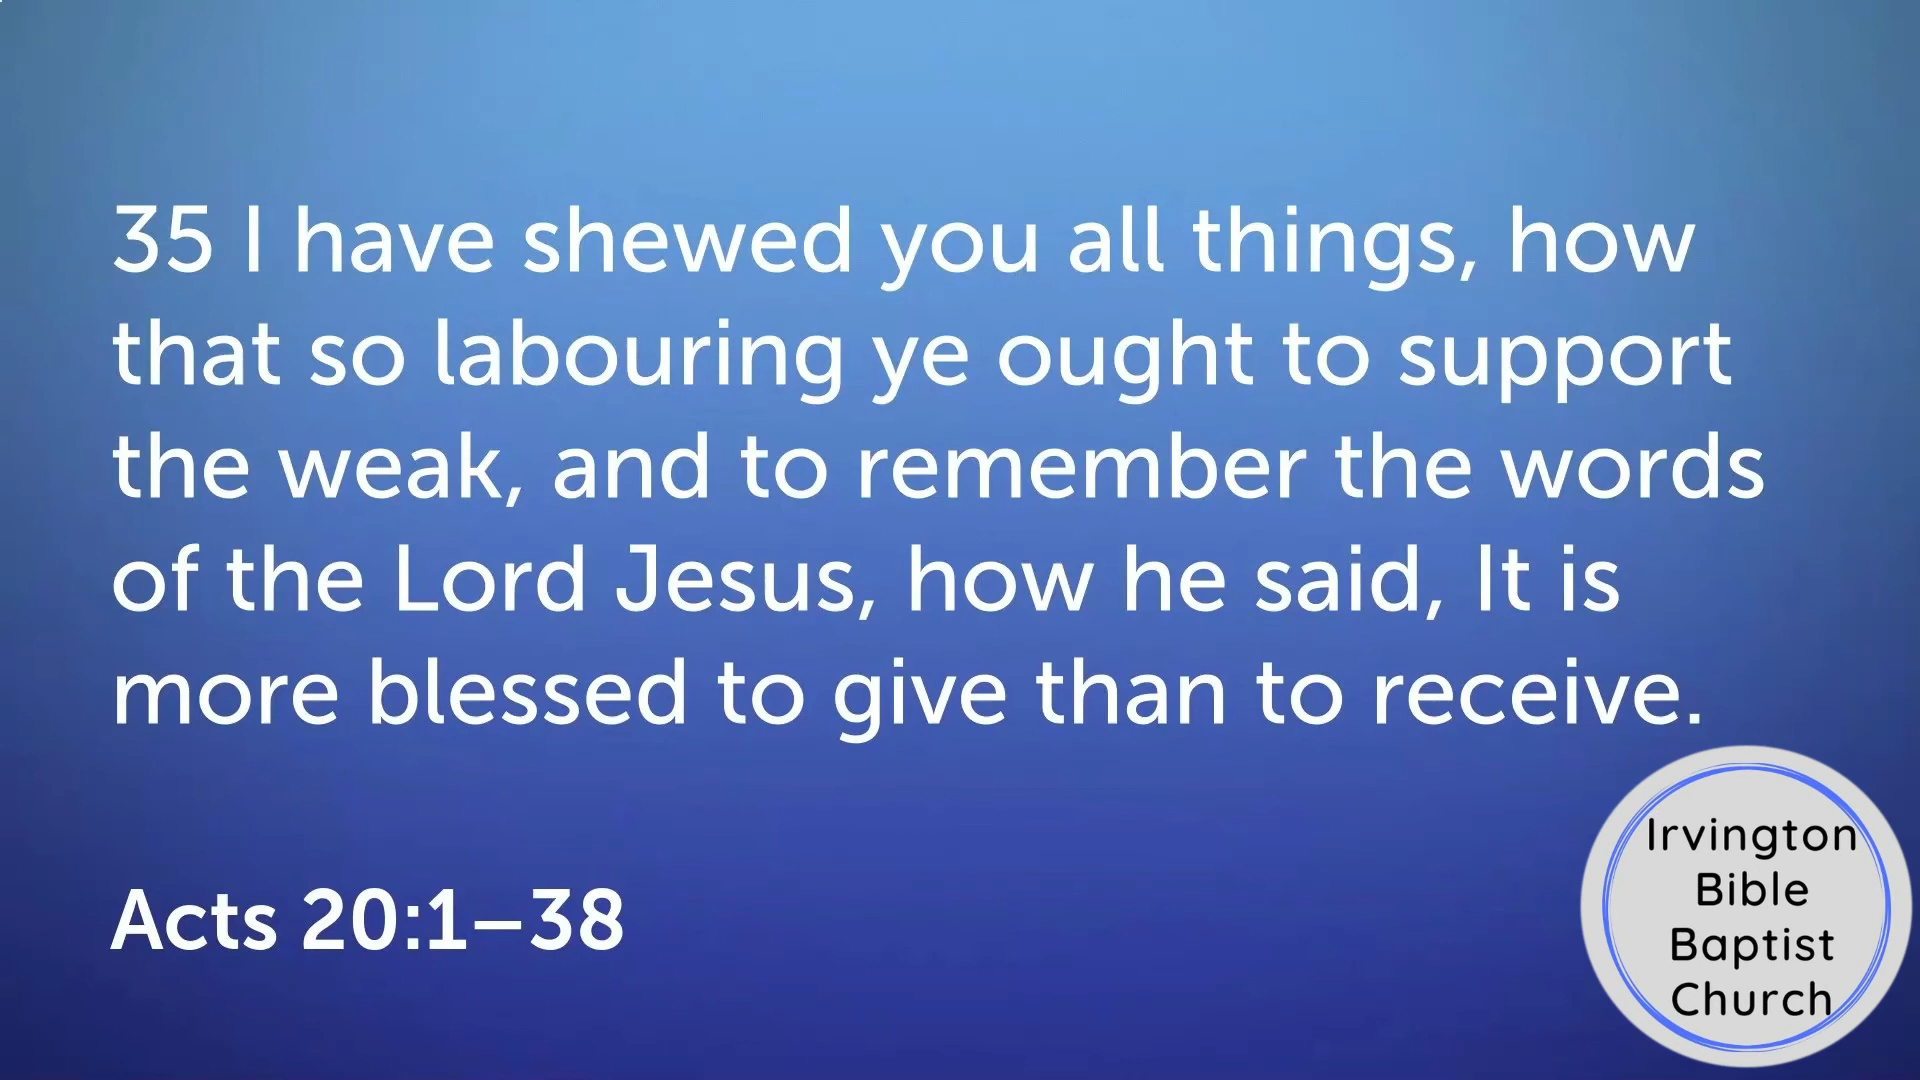 35 I have shewed you all things, how
that so labouring ye ought to support
the weak, and to remember the words
of the Lord Jesus, how he said, It is
more blessed to give than to receive.
Acts 20:1–38
Irvington
Bible
Baptist
Church